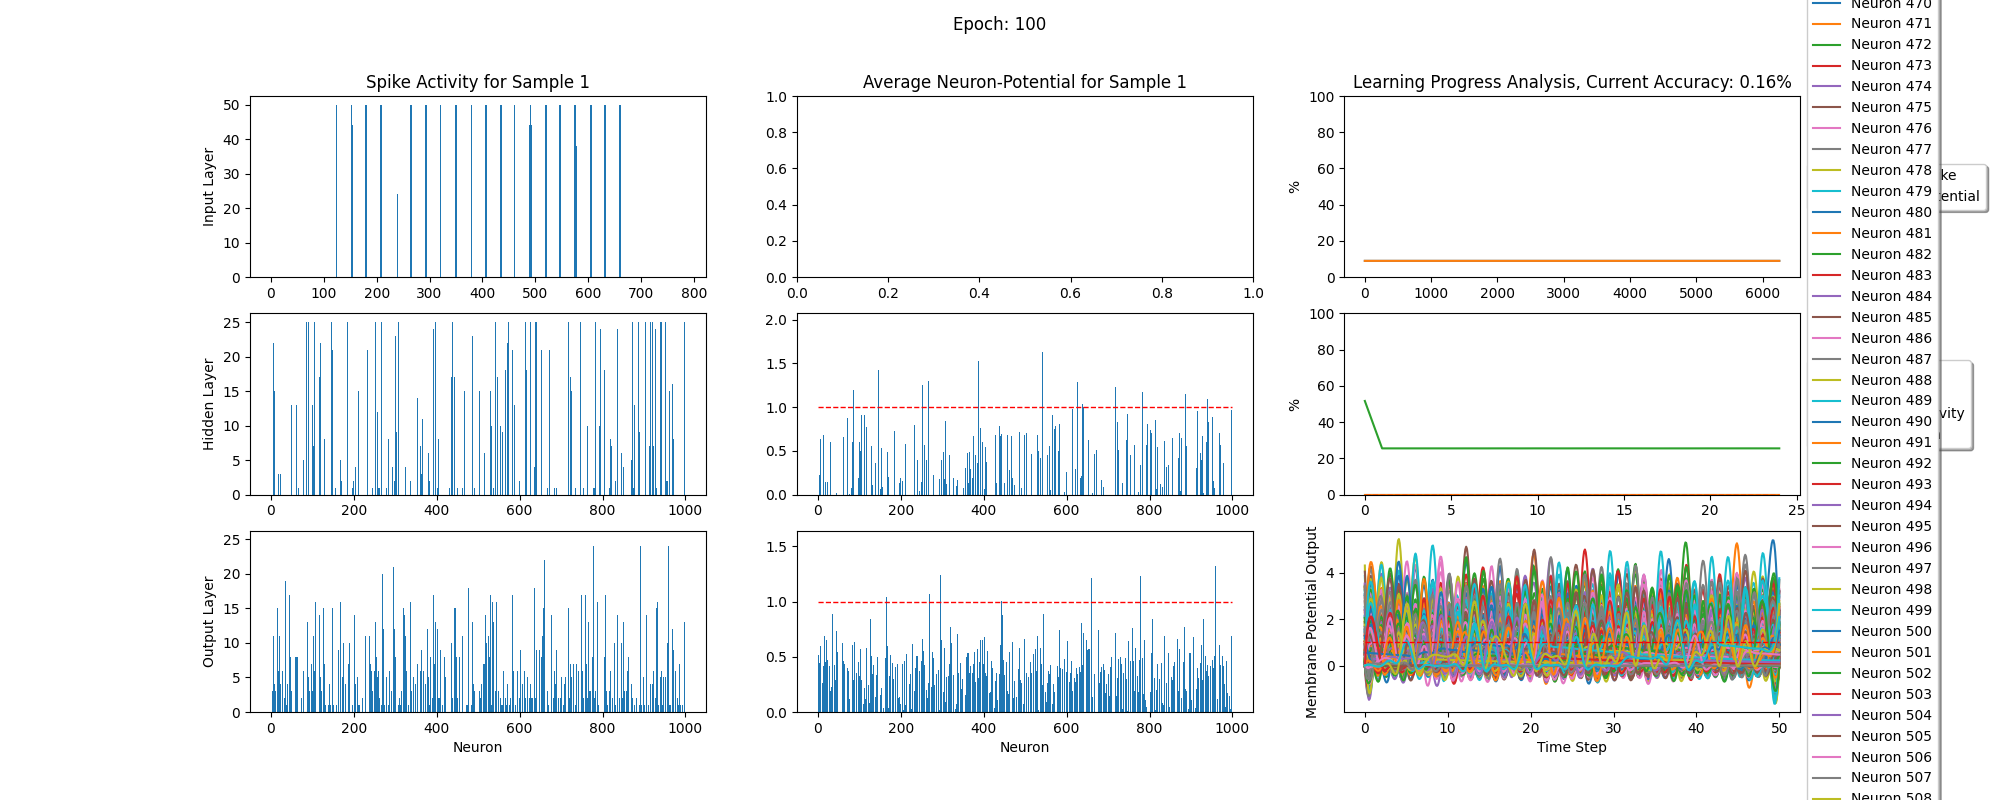 Epoch: 100
Spike Activity for Sample 1
Input Layer
50
40
30
20
10
0
0 100 200 300 400 500 600 700 800
Average Neuron-Potential for Sample 1
1.0
0.8
0.6
0.4
0.2
0.0
0.0 0.2 0.4 0.6 0.8 1.0
Learning Progress Analysis, Current Accuracy: 0.16%
%
100
80
60
40
20
0
0 1000 2000 3000 4000 5000 6000
Hidden Layer
25
20
15
10
5
0
0 200 400 600 800 1000
2.0
1.5
1.0
0.5
0.0
0 200 400 600 800 1000
%
100
80
60
40
20
0
0 5 10 15 20 25
Output Layer
25
20
15
10
5
0
0 200 400 600 800 1000
Neuron
1.5
1.0
0.5
0.0
0 200 400 600 800 1000
Neuron
Membrane Potential Output
4
2
0
0 10 20 30 40 50
Time Step
Neuron 470
Neuron 471
Neuron 472
Neuron 473
Neuron 474
Neuron 475
Neuron 476
Neuron 477
Neuron 478
Neuron 479
Neuron 480
Neuron 481
Neuron 482
Neuron 483
Neuron 484
Neuron 485
Neuron 486
Neuron 487
Neuron 488
Neuron 489
Neuron 490
Neuron 491
Neuron 492
Neuron 493
Neuron 494
Neuron 495
Neuron 496
Neuron 497
Neuron 498
Neuron 499
Neuron 500
Neuron 501
Neuron 502
Neuron 503
Neuron 504
Neuron 505
Neuron 506
Neuron 507
Neuron 508